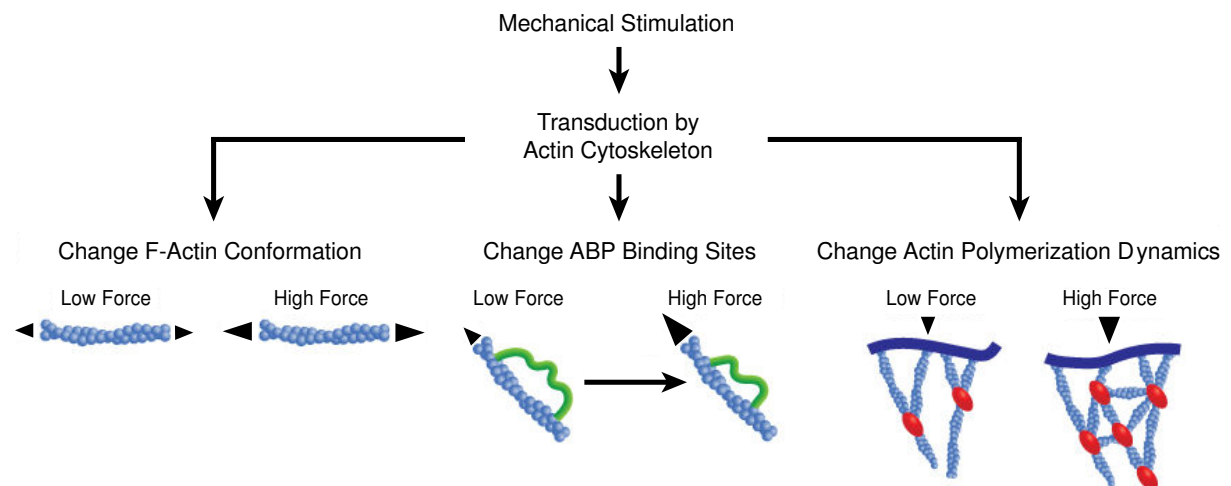 Mechanical Stimulation
Transduction by
Actin Cytoskeleton
Change F-Actin Conformation
Low Force
High Force
Change ABP Binding Sites
Low Force
High Force
Change Actin Polymerization Dynamics
Low Force
High Force